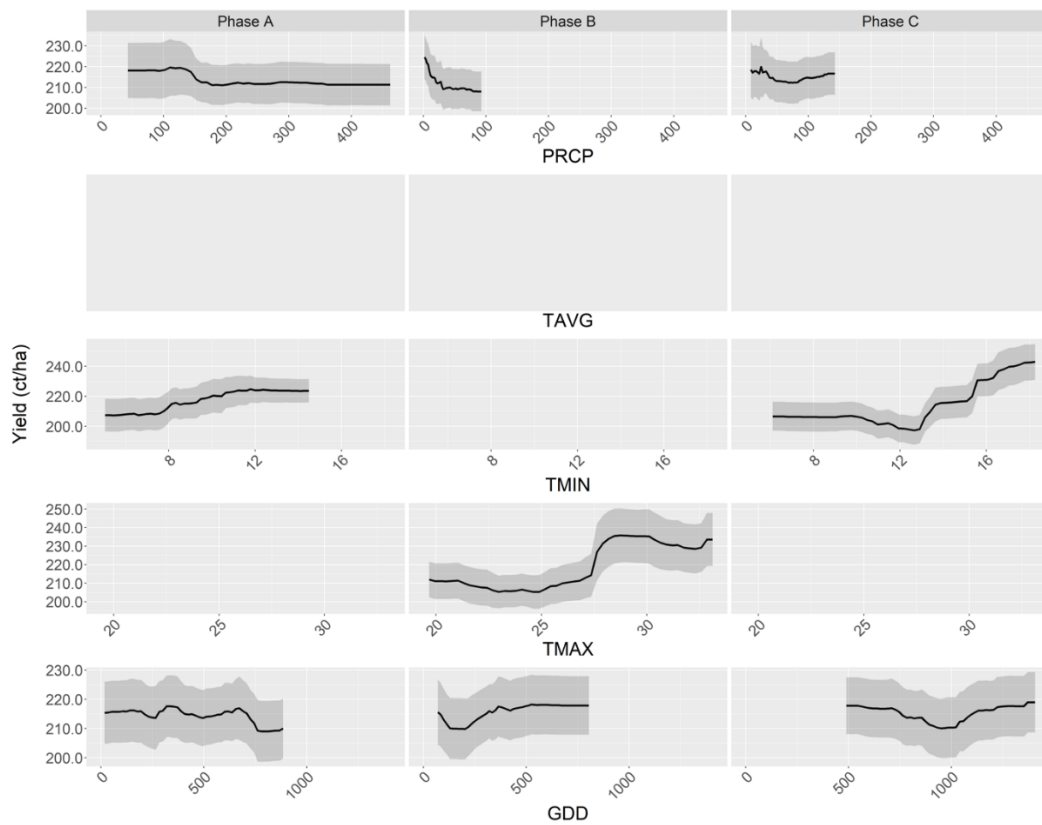 Phase A Phase B Phase C
230.0
220.0
210.0
200.0
0 100 200 300 400 0 100 200 300 400 0 100 200 300 400
PRCP
TAVG
Yield (ct/ha)
240.0
220.0
200.0
8 12 16 8 12 16 8 12 16
TMIN
250.0
240.0
230.0
220.0
210.0
200.0
20 25 30 20 25 30 20 25 30
TMAX
230.0
220.0
210.0
200.0
0 500 1000 0 500 1000 0 500 1000
GDD